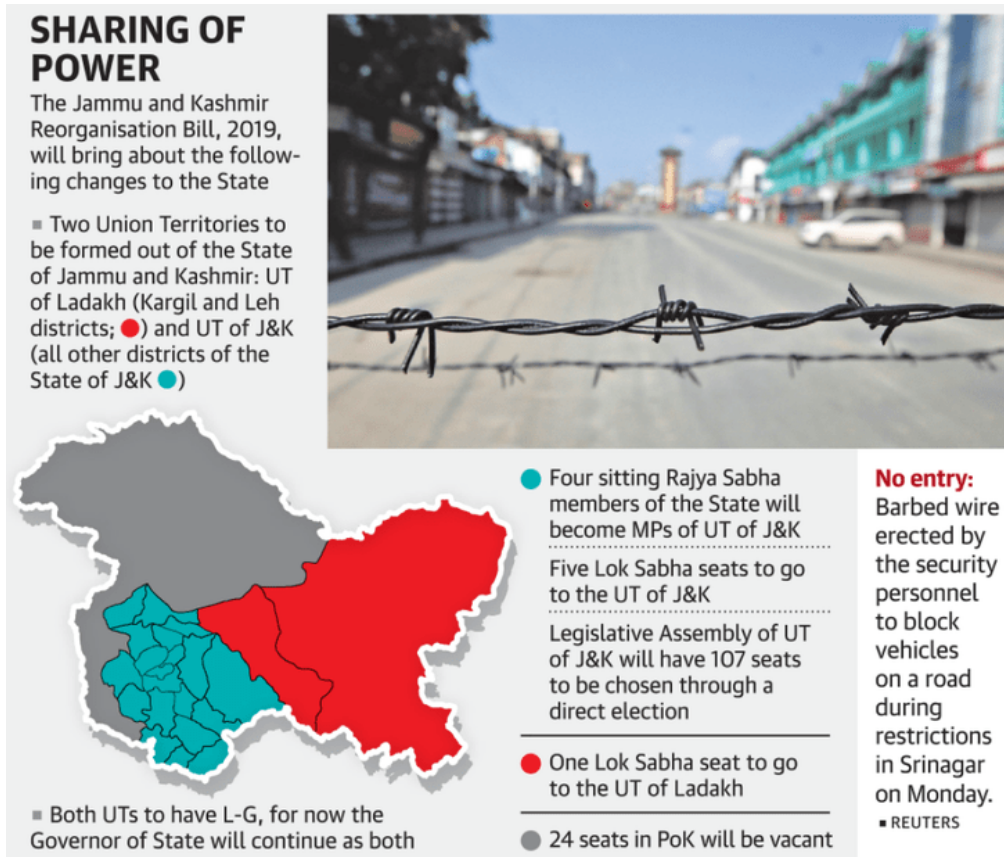 SHARING OF
POWER
The Jammu and Kashmir
Reorganisation Bill, 2019,
will bring about the follow-
ing changes to the State
■ Two Union Territories to
be formed out of the State
of Jammu and Kashmir: UT
of Ladakh (Kargil and Leh
districts; ●) and UT of J&K
(all other districts of the
State of J&K ●)
■ Both UTs to have L-G, for now the
Governor of State will continue as both
● Four sitting Rajya Sabha
members of the State will
become MPs of UT of J&K
Five Lok Sabha seats to go
to the UT of J&K
Legislative Assembly of UT
of J&K will have 107 seats
to be chosen through a
direct election
● One Lok Sabha seat to go
to the UT of Ladakh
● 24 seats in PoK will be vacant
No entry:
Barbed wire
erected by
the security
personnel
to block
vehicles
on a road
during
restrictions
in Srinagar
on Monday.
■ REUTERS